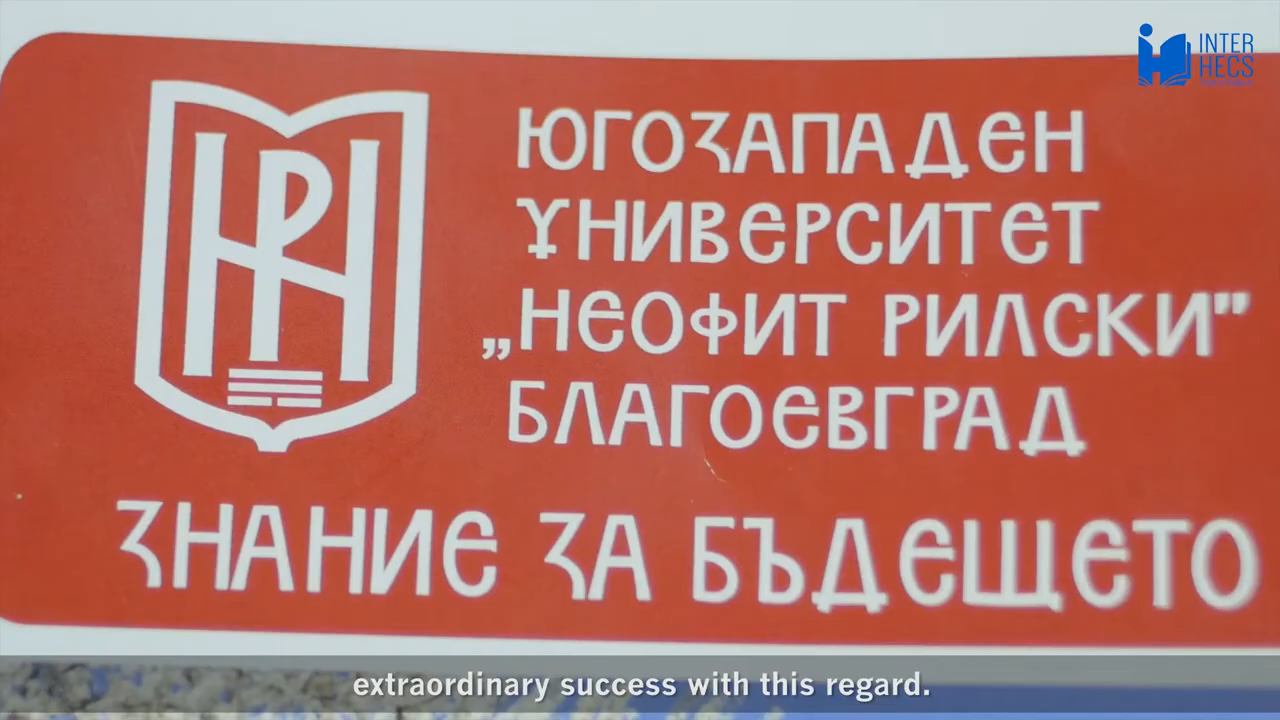 INTER
HECS
ЮГОЗАПАДЕН
УНИВЕРСИТЕТ
„НЕОФИТ РИЛСКИ”
БЛАГОЕВГРАД
ЗНАНИЕ ЗА БЪДЕЩЕТО
extraordinary success with this regard.